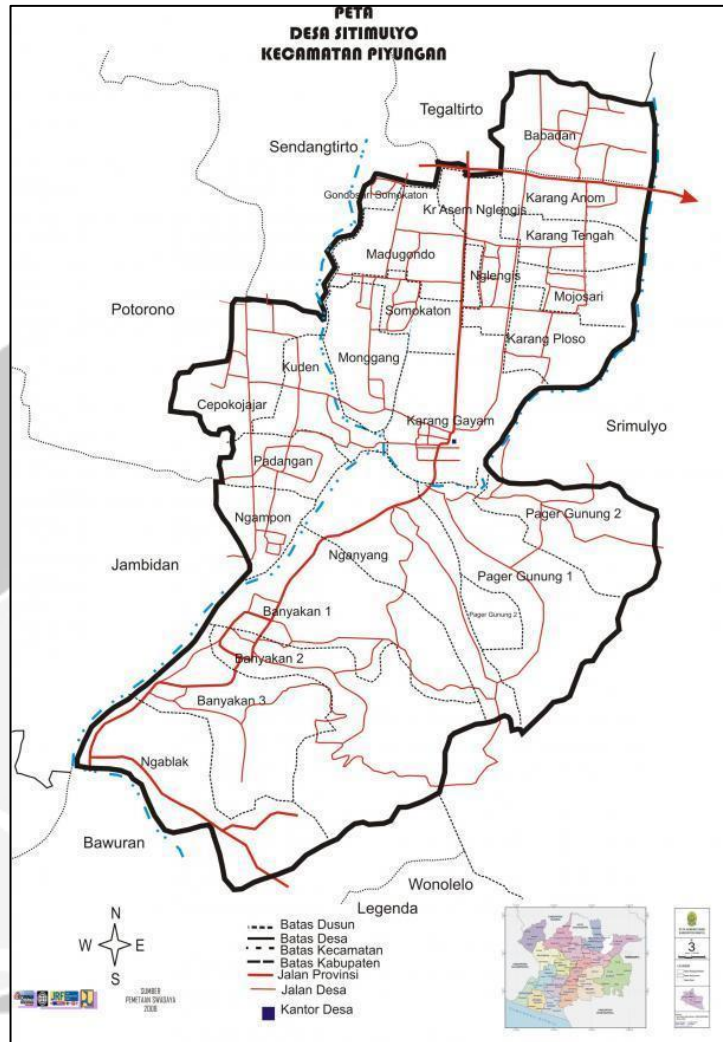 PETA
DESA SITIMULYO
KECAMATAN PIYUNGAN
Tegaltirto
Babadan
Sendangtirto
Gondosari Somokaton
Karang Anom
Kr Asem Nglengis
Karang Tengah
Madugondo
Nglengis
Mojosari
Potorono
Somokaton
Karang Ploso
Monggang
Kuden
Cepokojajar
Karang Gayam
Srimulyo
Padangan
Ngampon
Pager Gunung 2
Nganyang
Jambidan
Pager Gunung 1
Banyakan 1
Pager Gunung 2
Banyakan 2
Banyakan 3
Ngablak
Bawuran
Wonolelo
Legenda
N
W E
S
Batas Dusun
Batas Desa
Batas Kecamatan
Batas Kabupaten
Jalan Provinsi
Jalan Desa
Kantor Desa
SUMBER
PEMETAAN SWADAYA
2006
JRF
3